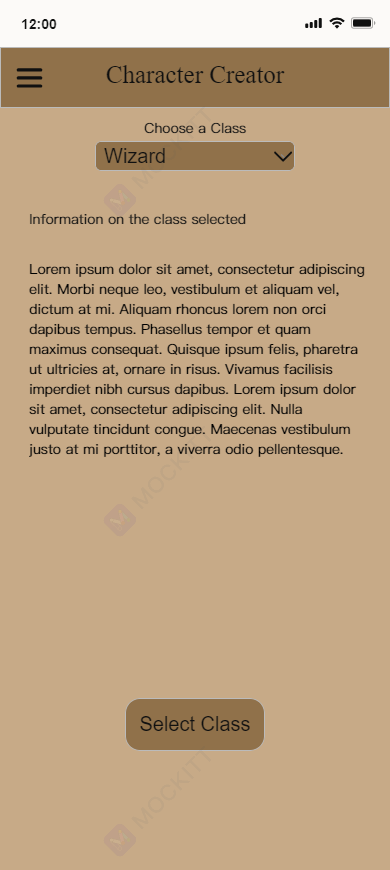 12:00
Character Creator
Choose a Class
Wizard
Information on the class selected
Lorem ipsum dolor sit amet, consectetur adipiscing
elit. Morbi neque leo, vestibulum et aliquam vel,
dictum at mi. Aliquam rhoncus lorem non orci
dapibus tempus. Phasellus tempor et quam
maximus consequat. Quisque ipsum felis, pharetra
ut ultricies at, ornare in risus. Vivamus facilisis
imperdiet nibh cursus dapibus. Lorem ipsum dolor
sit amet, consectetur adipiscing elit. Nulla
vulputate tincidunt congue. Maecenas vestibulum
justo at mi porttitor, a viverra odio pellentesque.
Select Class
MOCKITT
MOCKITT
MOCKITT